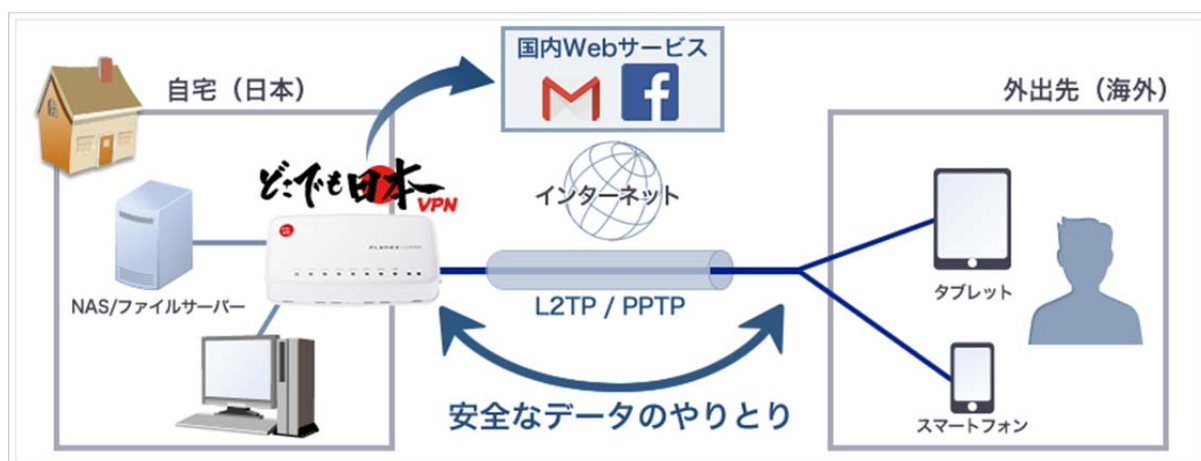 国内Webサービス
自宅（日本）
外出先（海外）
どこでも日本
VPN
インターネット
PLANEX COMM
NAS/ファイルサーバー
L2TP / PPTP
タブレット
安全なデータのやりとり
スマートフォン